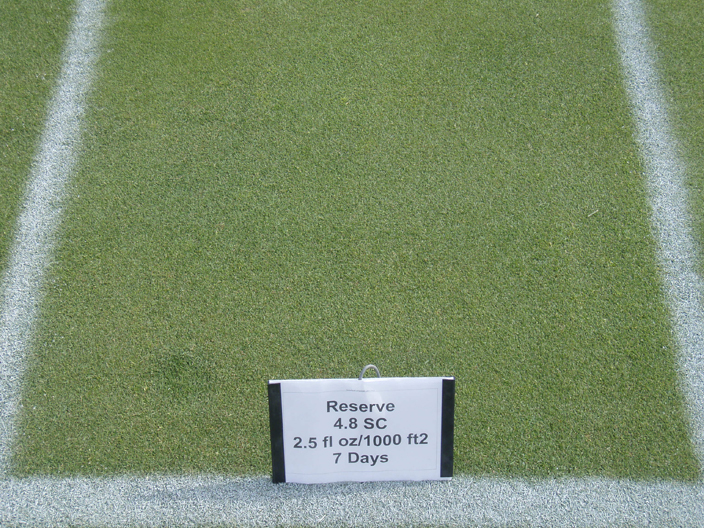 Reserve
4.8 SC
2.5 fl oz/1000 ft2
7 Days